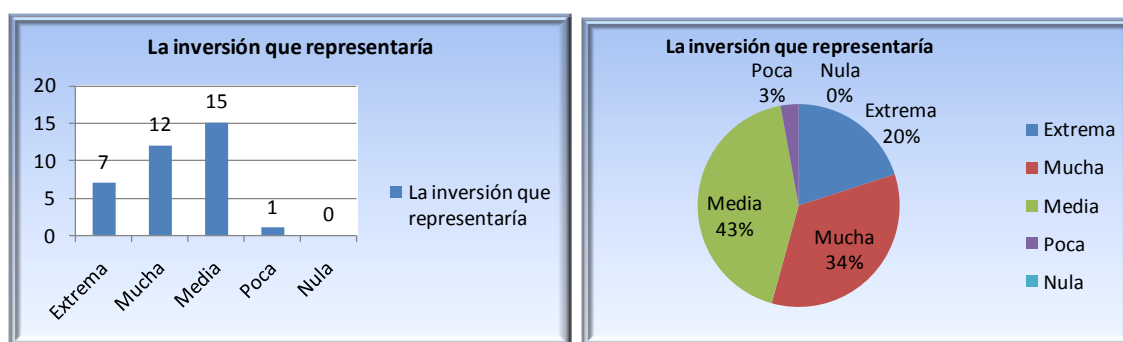 La inversión que representaría
20
15
10
5
0
7
12
15
1
0
Extrema
Mucha
Media
Poca
Nula
La inversión que
representaría
La inversión que representaría
Poca
3%
Nula
0%
Extrema
20%
Mucha
34%
Media
43%
Extrema
Mucha
Media
Poca
Nula